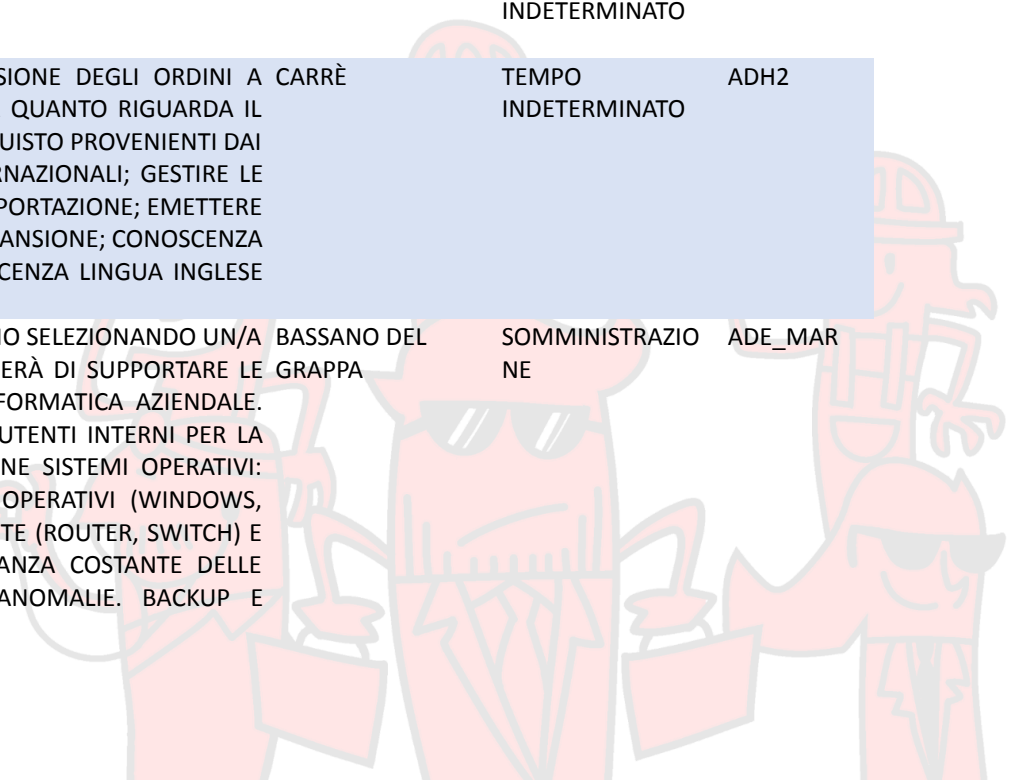 INDETERMINATO
SIONE DEGLI ORDINI A CARRÈ TEMPO ADH2
QUANTO RIGUARDA IL INDETERMINATO
UISTO PROVENIENTI DAI
RNAZIONALI; GESTIRE LE
PORTAZIONE; EMETTERE
ANSIONE; CONOSCENZA
CENZA LINGUA INGLESE
IO SELEZIONANDO UN/A BASSANO DEL SOMMINISTRAZIO ADE_MAR
ERÀ DI SUPPORTARE LE GRAPPA NE
FORMATICA AZIENDALE.
UTENTI INTERNI PER LA
NE SISTEMI OPERATIVI:
OPERATIVI (WINDOWS,
TE (ROUTER, SWITCH) E
ANZA COSTANTE DELLE
ANOMALIE. BACKUP E